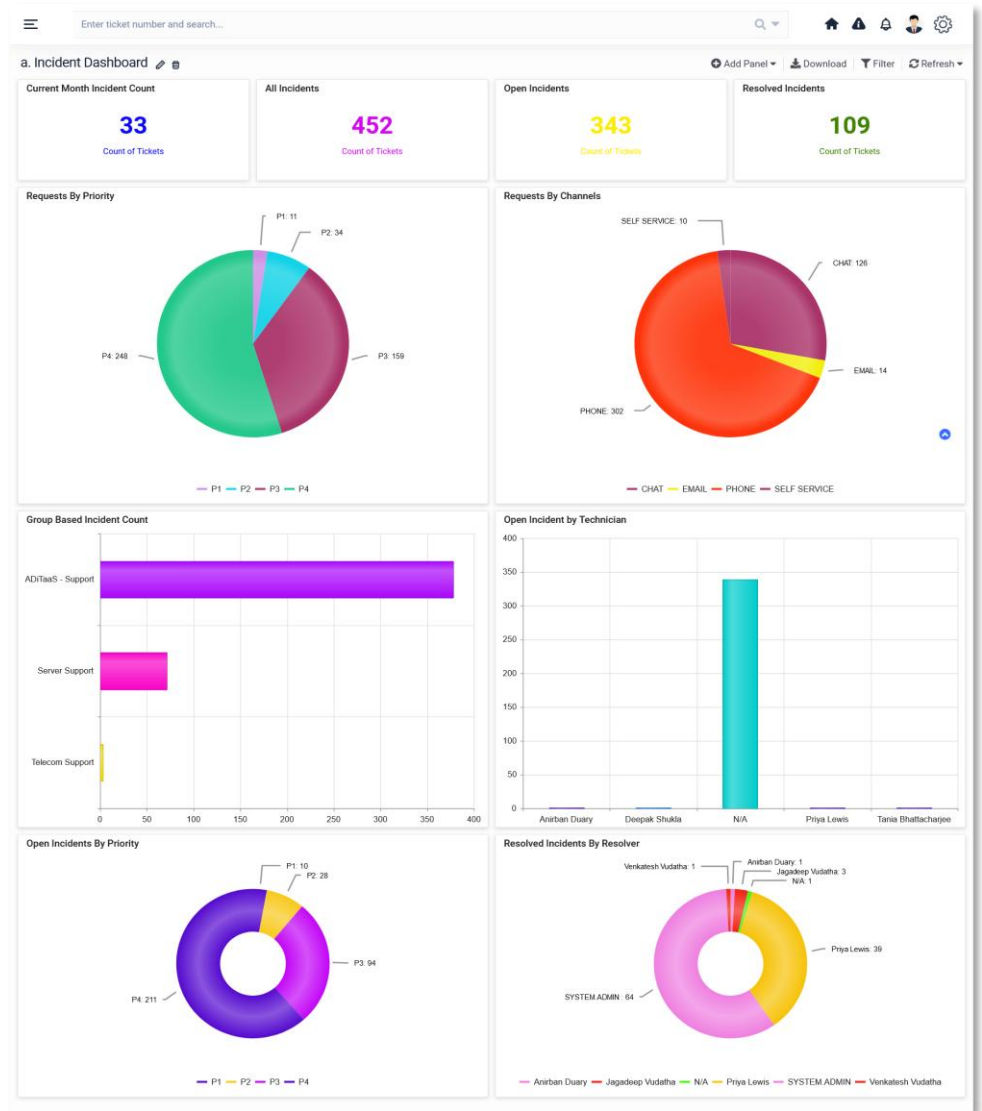 Enter ticket number and search...
a. Incident Dashboard
Add Panel Download Filter Refresh
Current Month Incident Count
33
Count of Tickets
All Incidents
452
Count of Tickets
Open Incidents
343
Count of Tickets
Resolved Incidents
109
Count of Tickets
Requests By Priority
P1: 11
P2: 34
P4: 248
P3: 159
P1 P2 P3 P4
Requests By Channels
SELF SERVICE: 10
CHAT: 126
EMAIL: 14
PHONE: 302
CHAT EMAIL PHONE SELF SERVICE
Group Based Incident Count
ADiTaaS - Support
Server Support
Telecom Support
0 50 100 150 200 250 300 350 400
Open Incident by Technician
400
350
300
250
200
150
100
50
0
Anirban Duary Deepak Shukla N/A Priya Lewis Tania Bhattacharjee
Open Incidents By Priority
P1: 10
P2: 28
P3: 94
P4: 211
P1 P2 P3 P4
Resolved Incidents By Resolver
Venkatesh Vudatha: 1
Anirban Duary: 1
Jagadeep Vudatha: 3
N/A: 1
Priya Lewis: 39
SYSTEM.ADMIN: 64
Anirban Duary Jagadeep Vudatha N/A Priya Lewis SYSTEM.ADMIN Venkatesh Vudatha